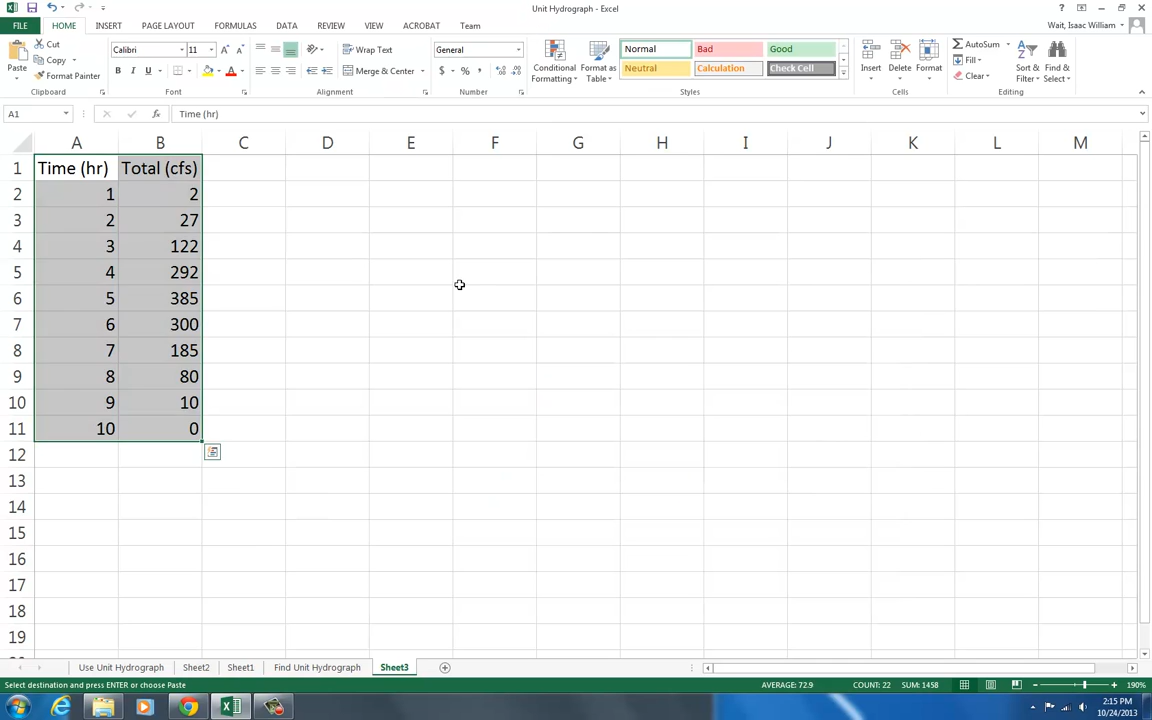 Unit Hydrograph - Excel
FILE HOME INSERT PAGE LAYOUT FORMULAS DATA REVIEW VIEW ACROBAT Team
Wait, Isaac William
Paste Cut Copy Format Painter
Calibri 11 A A Wrap Text General Normal Bad Good
B I U A Merge & Center $ % , Neutral Calculation Check Cell
Conditional Formatting Format as Table Insert Delete Format AutoSum Fill Clear Sort & Filter Find & Select
Clipboard Font Alignment Number Styles Cells Editing
A1 fx Time (hr)
A B C D E F G H I J K L M
1 Time (hr) Total (cfs)
2 1 2
3 2 27
4 3 122
5 4 292
6 5 385
7 6 300
8 7 185
9 8 80
10 9 10
11 10 0
12
13
14
15
16
17
18
19
Use Unit Hydrograph Sheet2 Sheet1 Find Unit Hydrograph Sheet3
Select destination and press ENTER or choose Paste AVERAGE: 72.9 COUNT: 22 SUM: 1458 190%
2:15 PM
10/24/2013